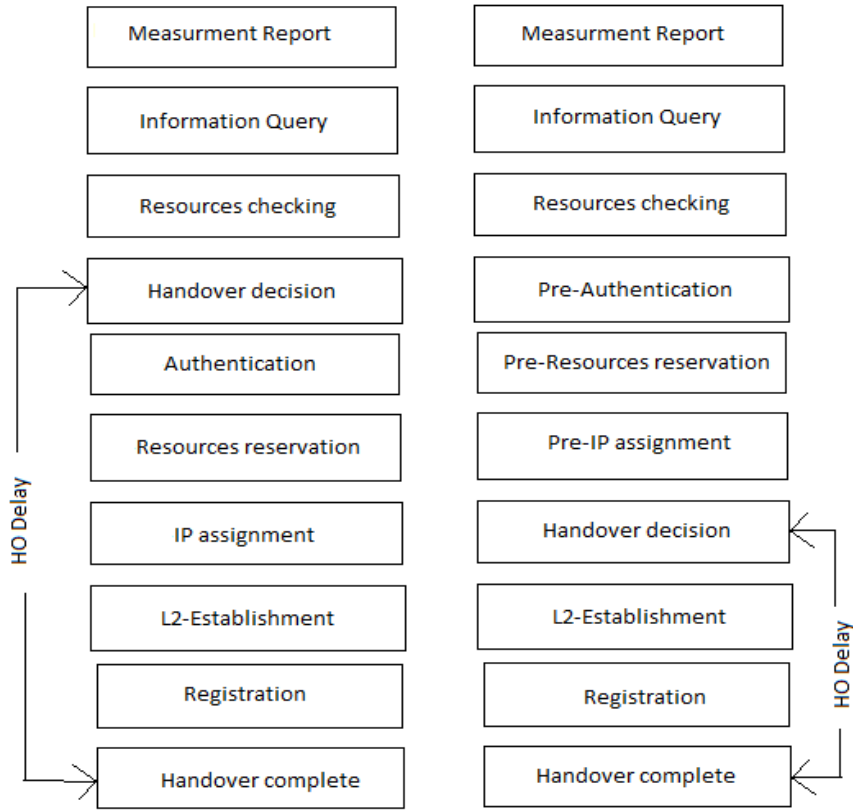 Measurment Report
Information Query
Resources checking
Handover decision
Authentication
Resources reservation
IP assignment
L2-Establishment
Registration
Handover complete
HO Delay
Measurment Report
Information Query
Resources checking
Pre-Authentication
Pre-Resources reservation
Pre-IP assignment
Handover decision
L2-Establishment
Registration
Handover complete
HO Delay